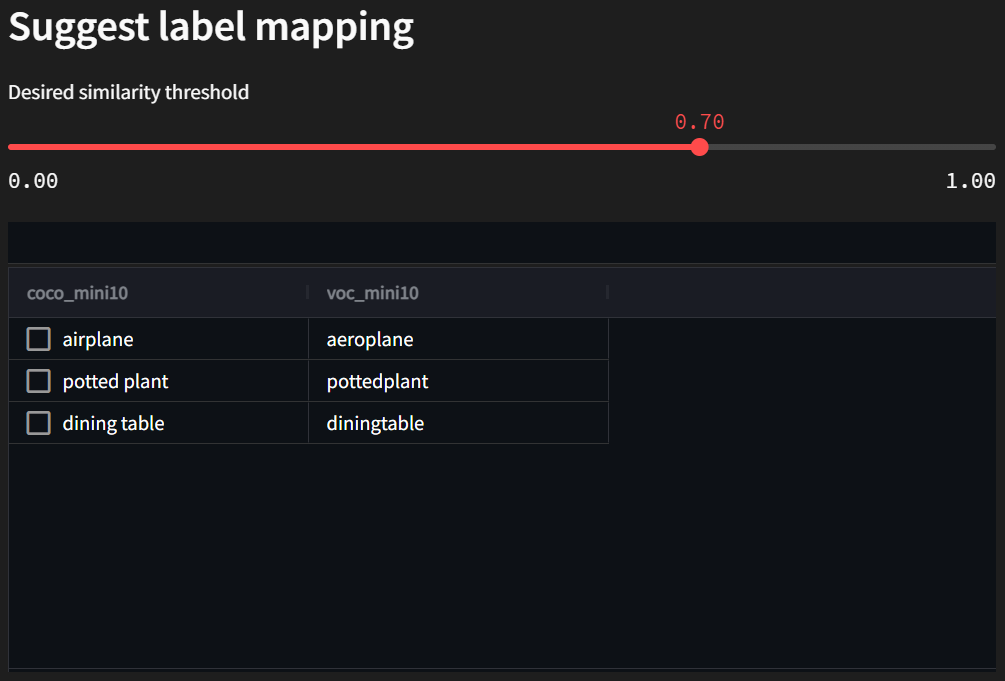 Suggest label mapping
Desired similarity threshold
0.70
0.00 1.00
coco_mini10 voc_mini10
airplane aeroplane
potted plant pottedplant
dining table diningtable